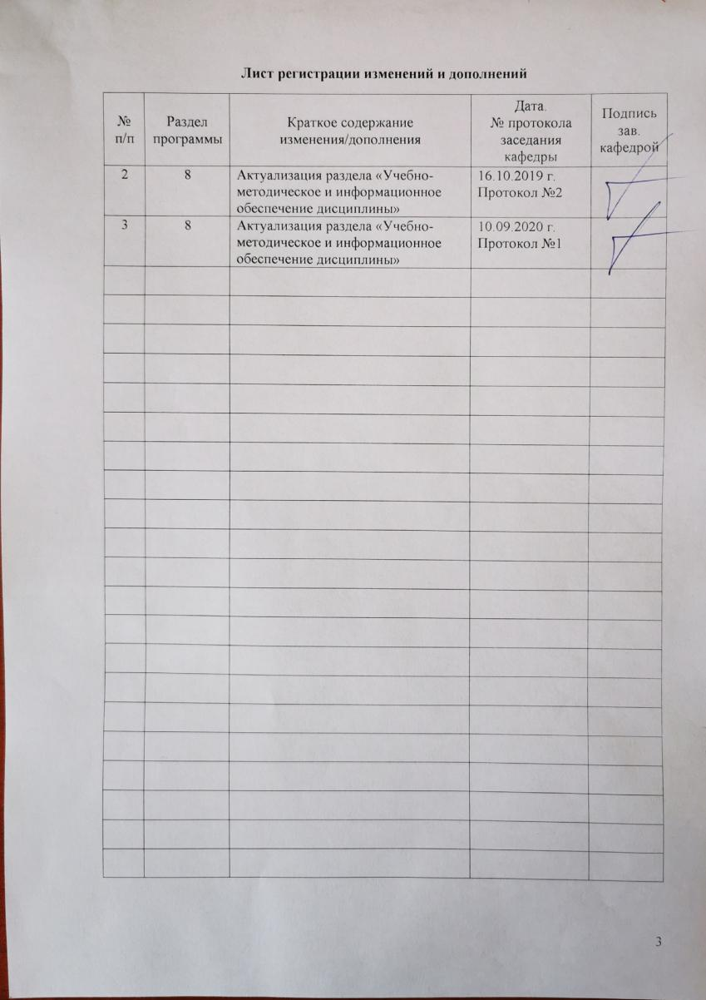 Лист регистрации изменений и дополнений
№ п/п
Раздел программы
Краткое содержание изменения/дополнения
Дата. № протокола заседания кафедры
Подпись зав. кафедрой
2
8
Актуализация раздела «Учебно-
методическое и информационное
обеспечение дисциплины»
16.10.2019 г.
Протокол №2
3
8
Актуализация раздела «Учебно-
методическое и информационное
обеспечение дисциплины»
10.09.2020 г.
Протокол №1
3